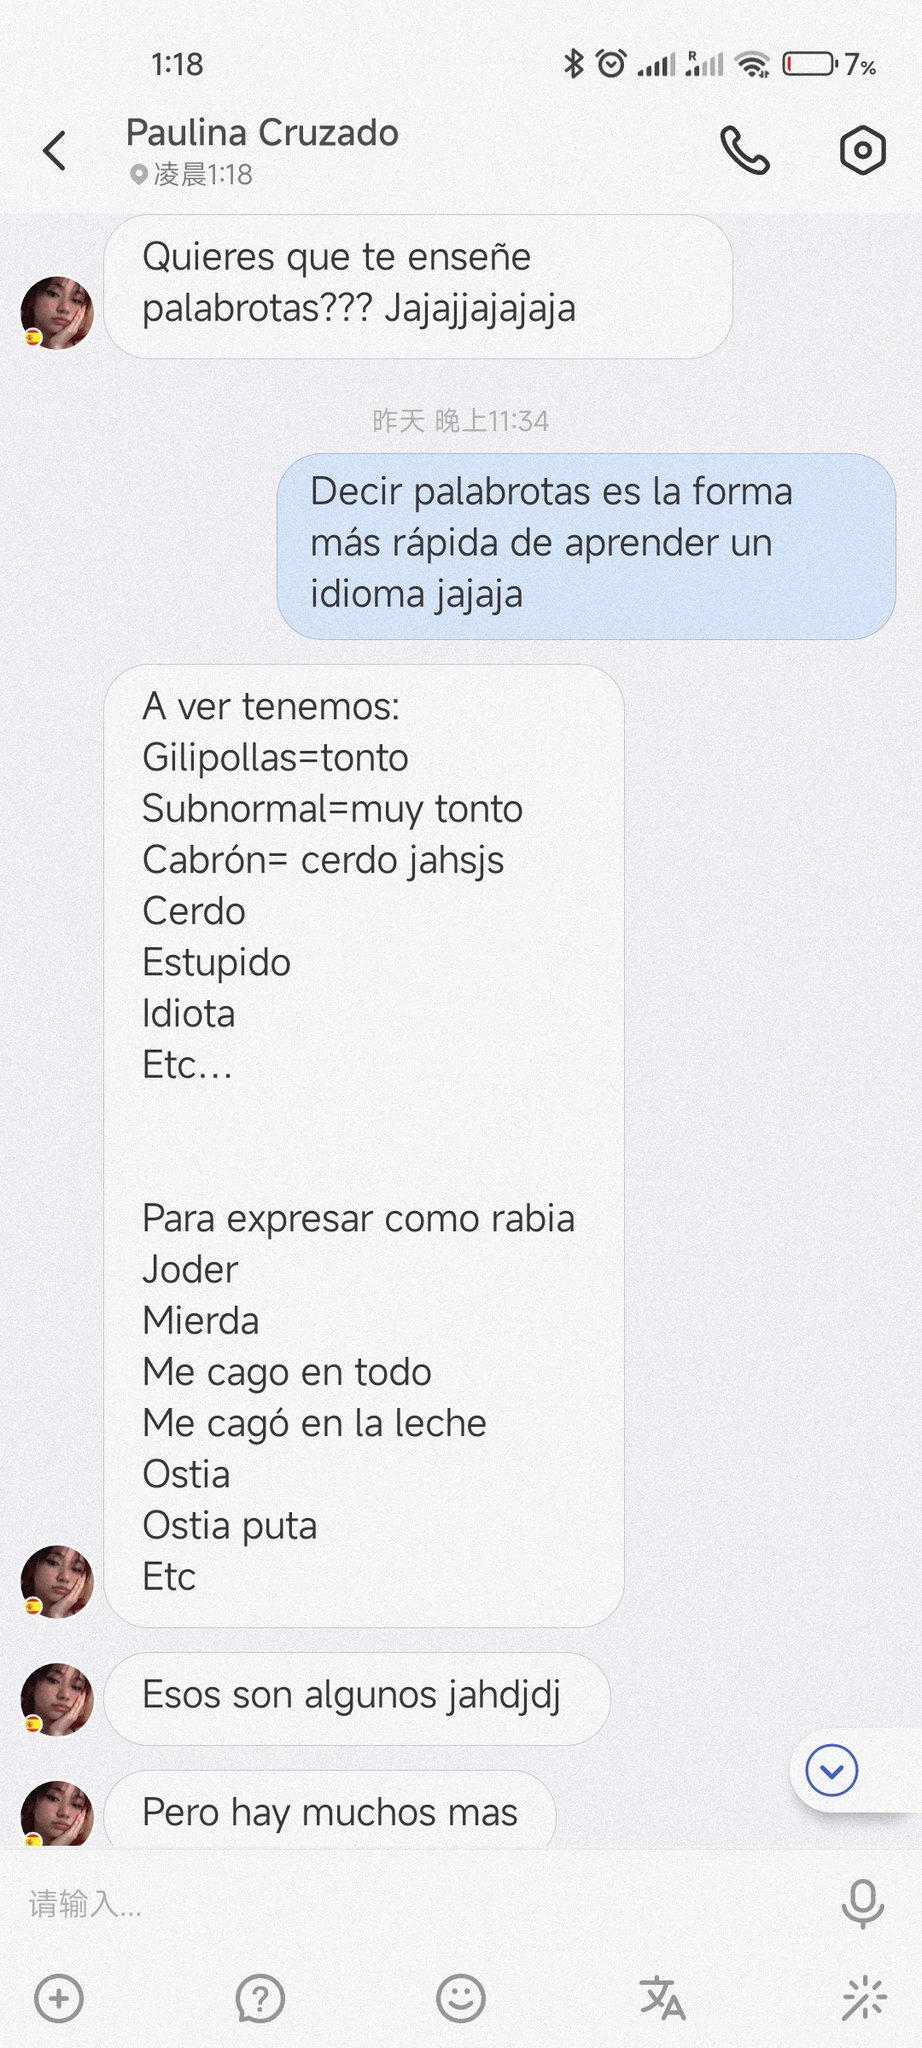 1:18
R
7%
Paulina Cruzado
凌晨1:18
Quieres que te enseñe
palabrotas??? Jajajjajajaja
昨天 晚上11:34
Decir palabrotas es la forma
más rápida de aprender un
idioma jajaja
A ver tenemos:
Gilipollas=tonto
Subnormal=muy tonto
Cabrón= cerdo jahsjs
Cerdo
Estupido
Idiota
Etc...
Para expresar como rabia
Joder
Mierda
Me cago en todo
Me cagó en la leche
Ostia
Ostia puta
Etc
Esos son algunos jahdjdj
Pero hay muchos mas
请输入...